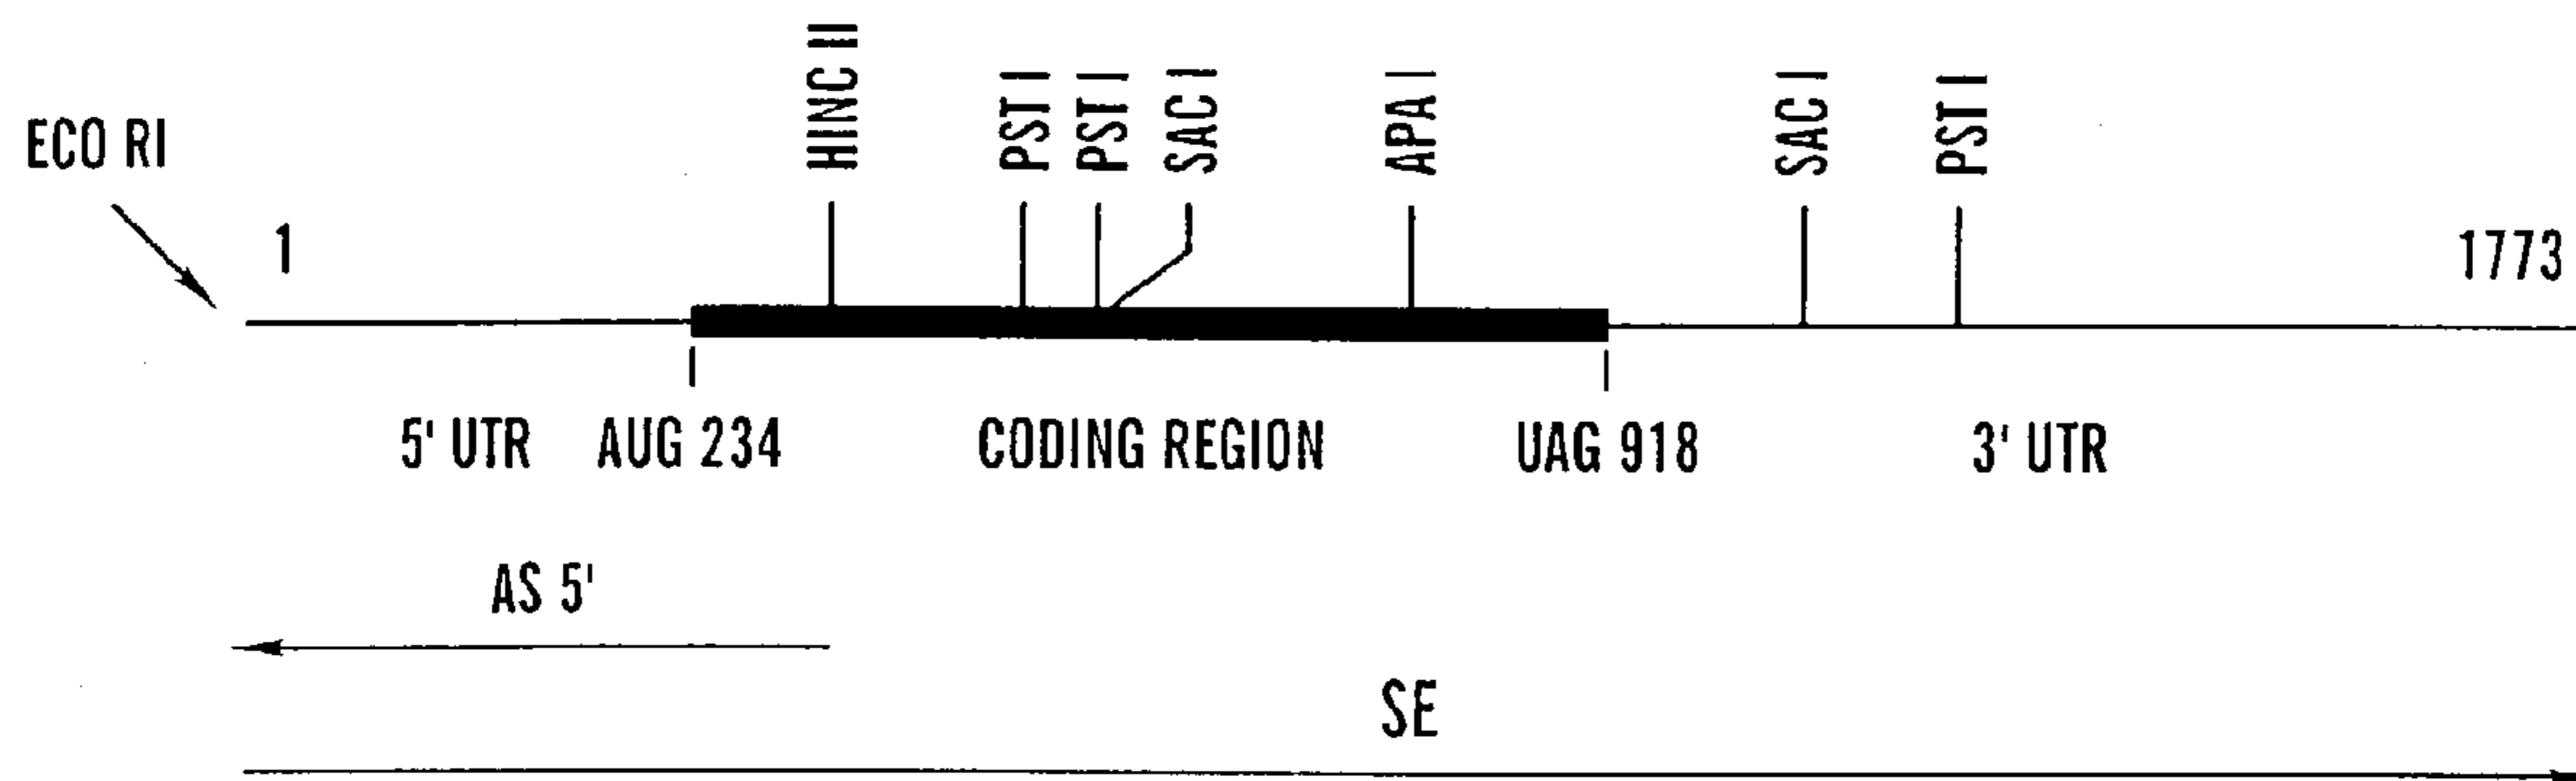 HINC II
PST I
PST I
SAC I
APA I
SAC I
PST I
ECO RI
1
1773
5' UTR AUG 234 CODING REGION UAG 918 3' UTR
AS 5'
SE